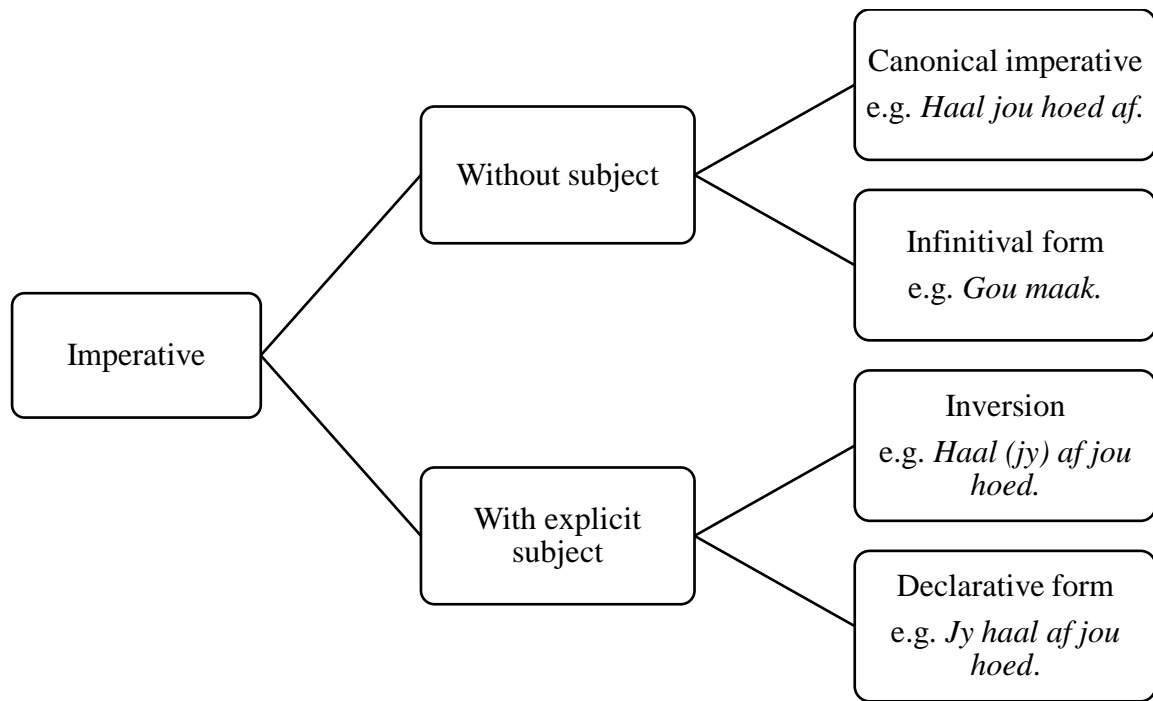 Imperative
Without subject
Canonical imperative
e.g. Haal jou hoed af.
Infinitival form
e.g. Gou maak.
With explicit
subject
Inversion
e.g. Haal (jy) af jou
hoed.
Declarative form
e.g. Jy haal af jou
hoed.